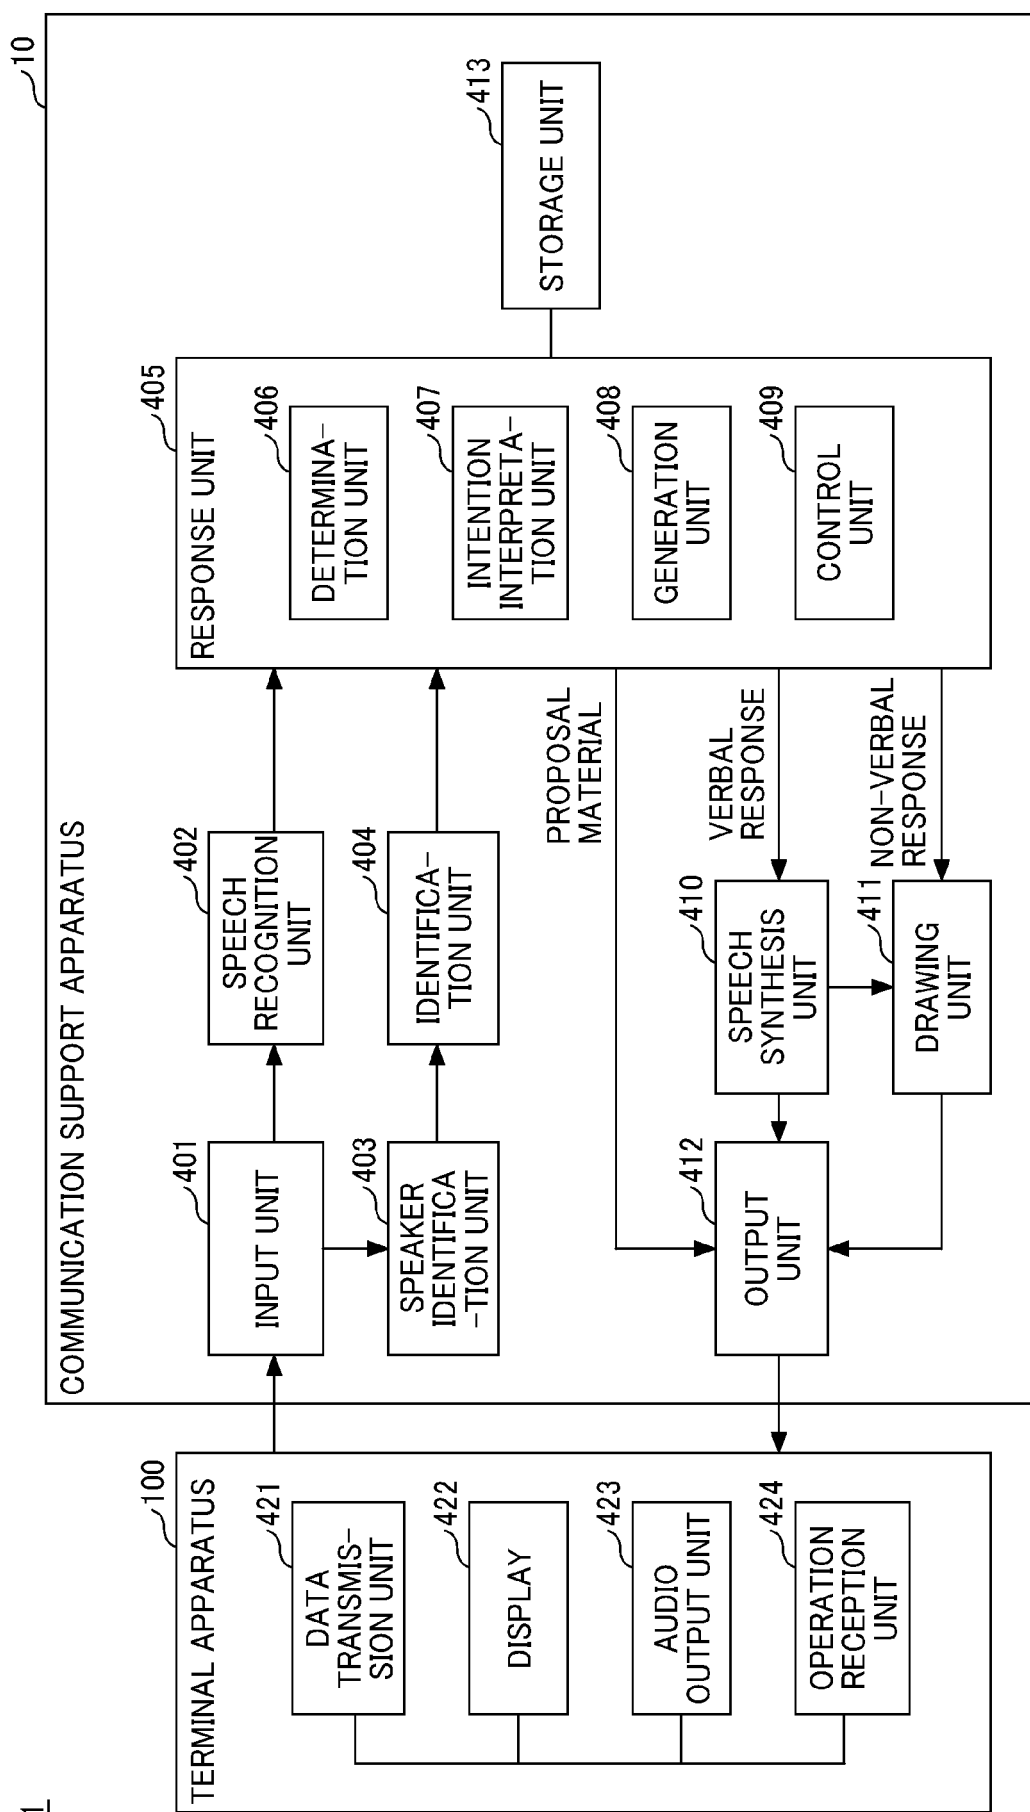 1
COMMUNICATION SUPPORT APPARATUS
10
TERMINAL APPARATUS
100
DATA
TRANSMIS-
SION UNIT
421
DISPLAY
422
AUDIO
OUTPUT UNIT
423
OPERATION
RECEPTION
UNIT
424
INPUT UNIT
401
SPEECH
RECOGNITION
UNIT
402
SPEAKER
IDENTIFICA
-TION UNIT
403
IDENTIFICA-
TION UNIT
404
RESPONSE UNIT
405
DETERMINA-
TION UNIT
406
INTENTION
INTERPRETA-
TION UNIT
407
GENERATION
UNIT
408
CONTROL
UNIT
409
STORAGE UNIT
413
PROPOSAL
MATERIAL
VERBAL
RESPONSE
NON-VERBAL
RESPONSE
OUTPUT
UNIT
412
SPEECH
SYNTHESIS
UNIT
410
DRAWING
UNIT
411